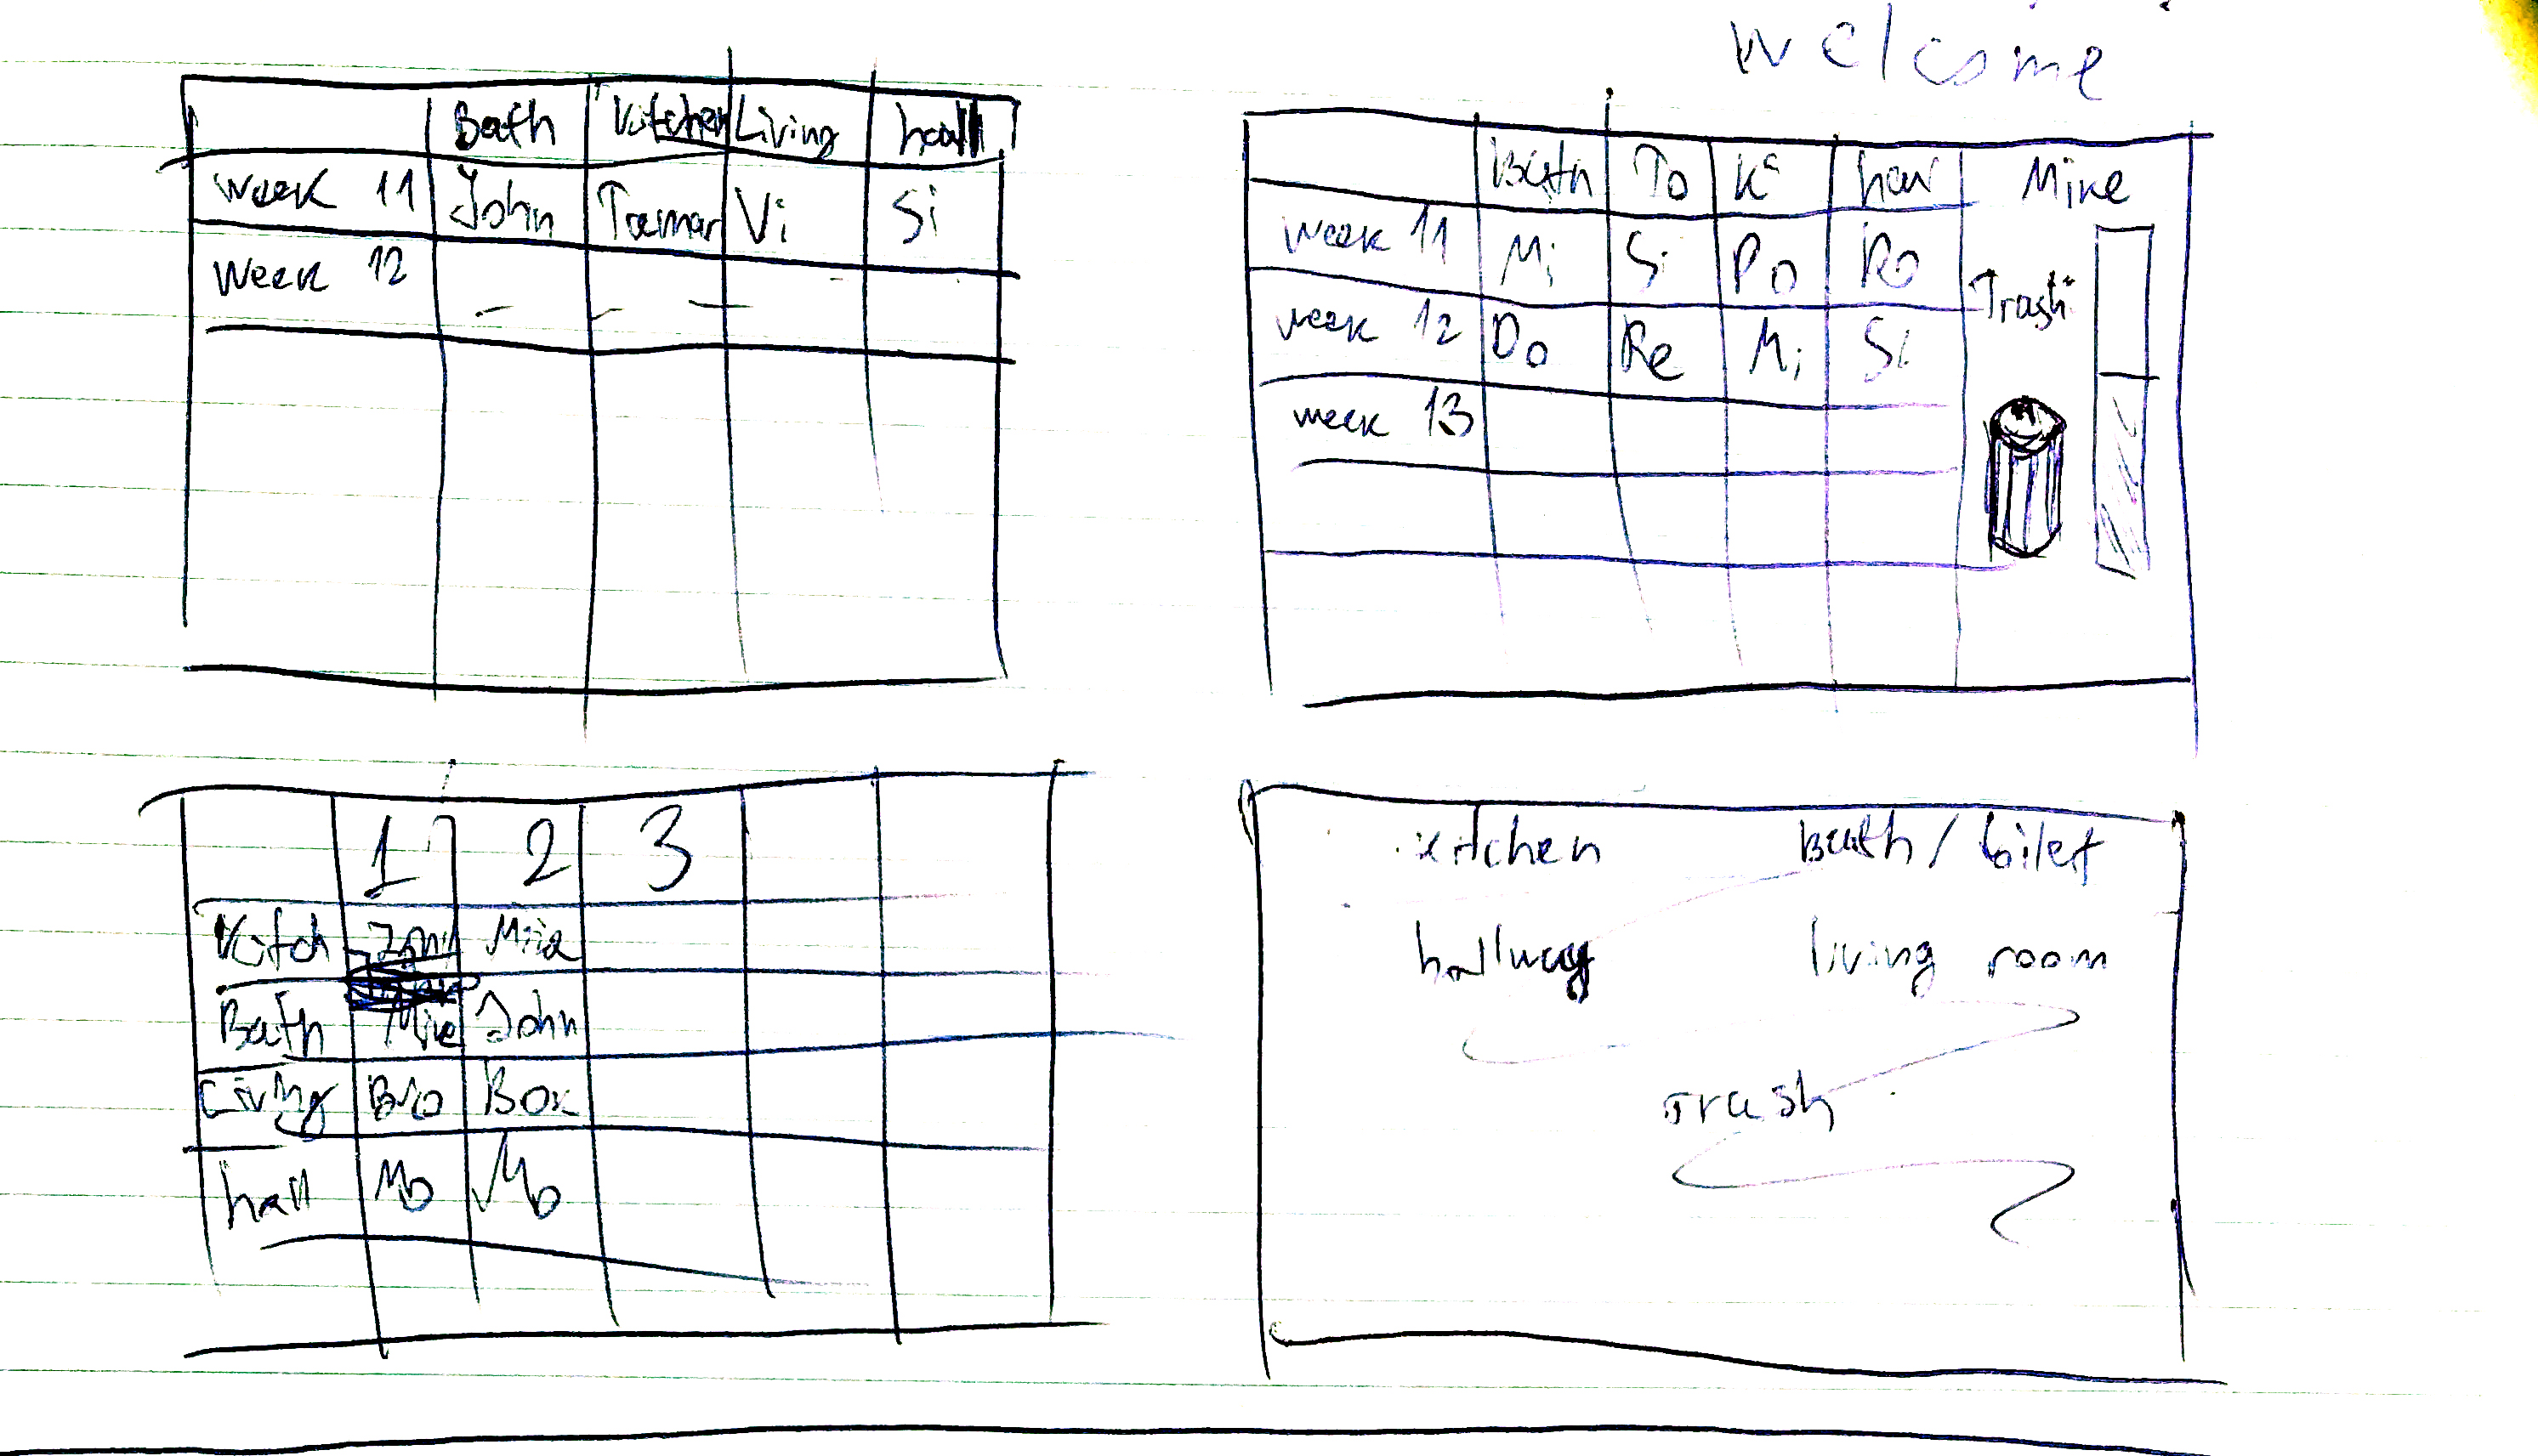 welcome
Bath Kitchen Living hall
week 11 John Tamar Vi Si
week 12
Bath To Ki hall Mike
week 11 Mi Si Po Ro
Trash
week 12 Do Re Mi Si
week 13
1 2 3
Kitch Mia
Bath Mike John
Living Bro Box
hall Mo Mo
kitchen bath / toilet
hallway living room
Trash